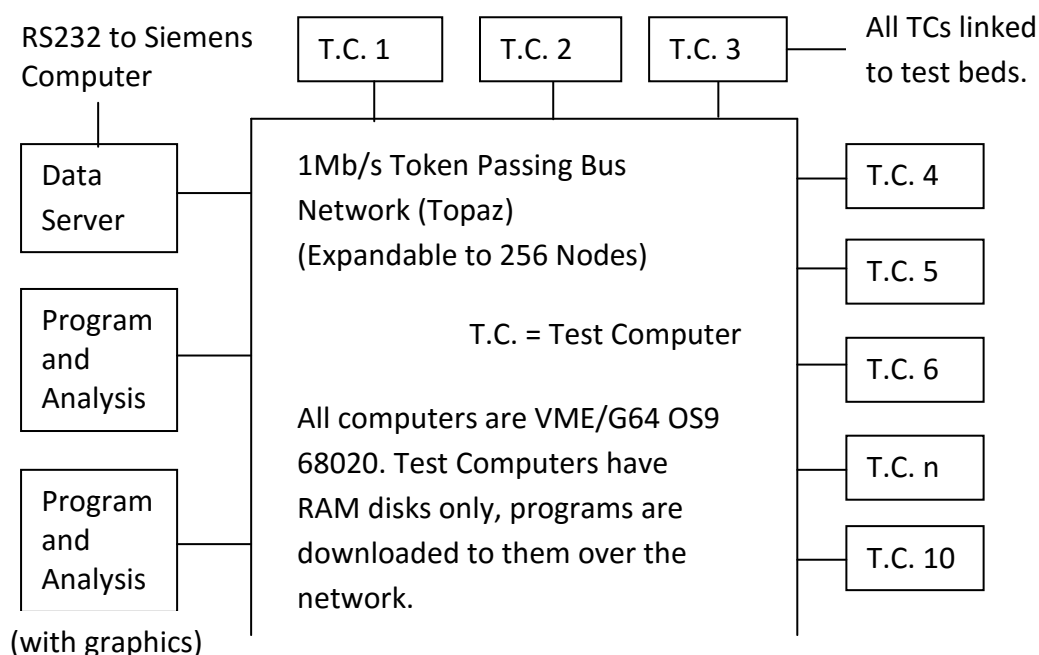 RS232 to Siemens
Computer
T.C. 1
T.C. 2
T.C. 3
All TCs linked
to test beds.
Data
Server
1Mb/s Token Passing Bus
Network (Topaz)
(Expandable to 256 Nodes)
T.C. = Test Computer
All computers are VME/G64 OS9
68020. Test Computers have
RAM disks only, programs are
downloaded to them over the
network.
Program
and
Analysis
Program
and
Analysis
(with graphics)
T.C. 4
T.C. 5
T.C. 6
T.C. n
T.C. 10